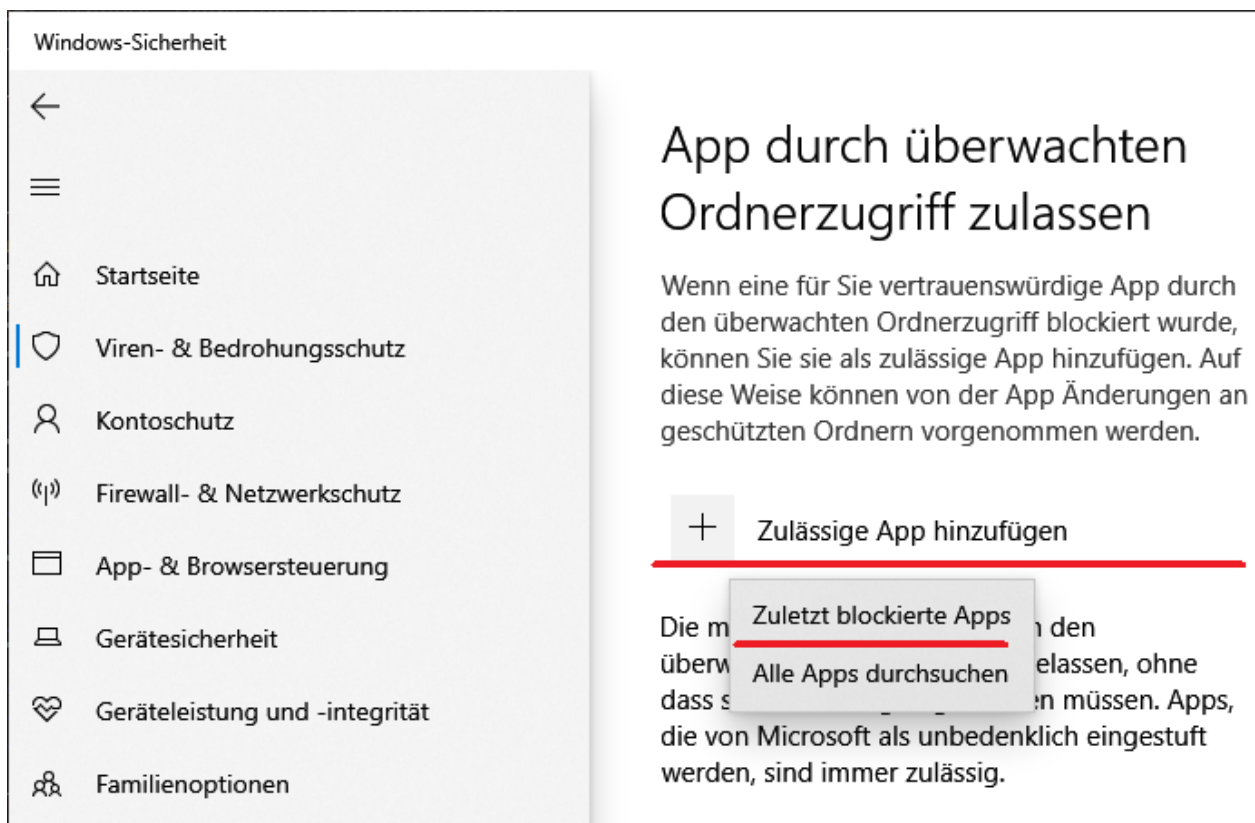 Windows-Sicherheit
Startseite
Viren- & Bedrohungsschutz
Kontoschutz
Firewall- & Netzwerkschutz
App- & Browsersteuerung
Gerätesicherheit
Geräteleistung und -integrität
Familienoptionen
App durch überwachten
Ordnerzugriff zulassen
Wenn eine für Sie vertrauenswürdige App durch
den überwachten Ordnerzugriff blockiert wurde,
können Sie sie als zulässige App hinzufügen. Auf
diese Weise können von der App Änderungen an
geschützten Ordnern vorgenommen werden.
Zulässige App hinzufügen
Zuletzt blockierte Apps
Alle Apps durchsuchen
Die den
ohne
dass müssen. Apps,
die von Microsoft als unbedenklich eingestuft
werden, sind immer zulässig.